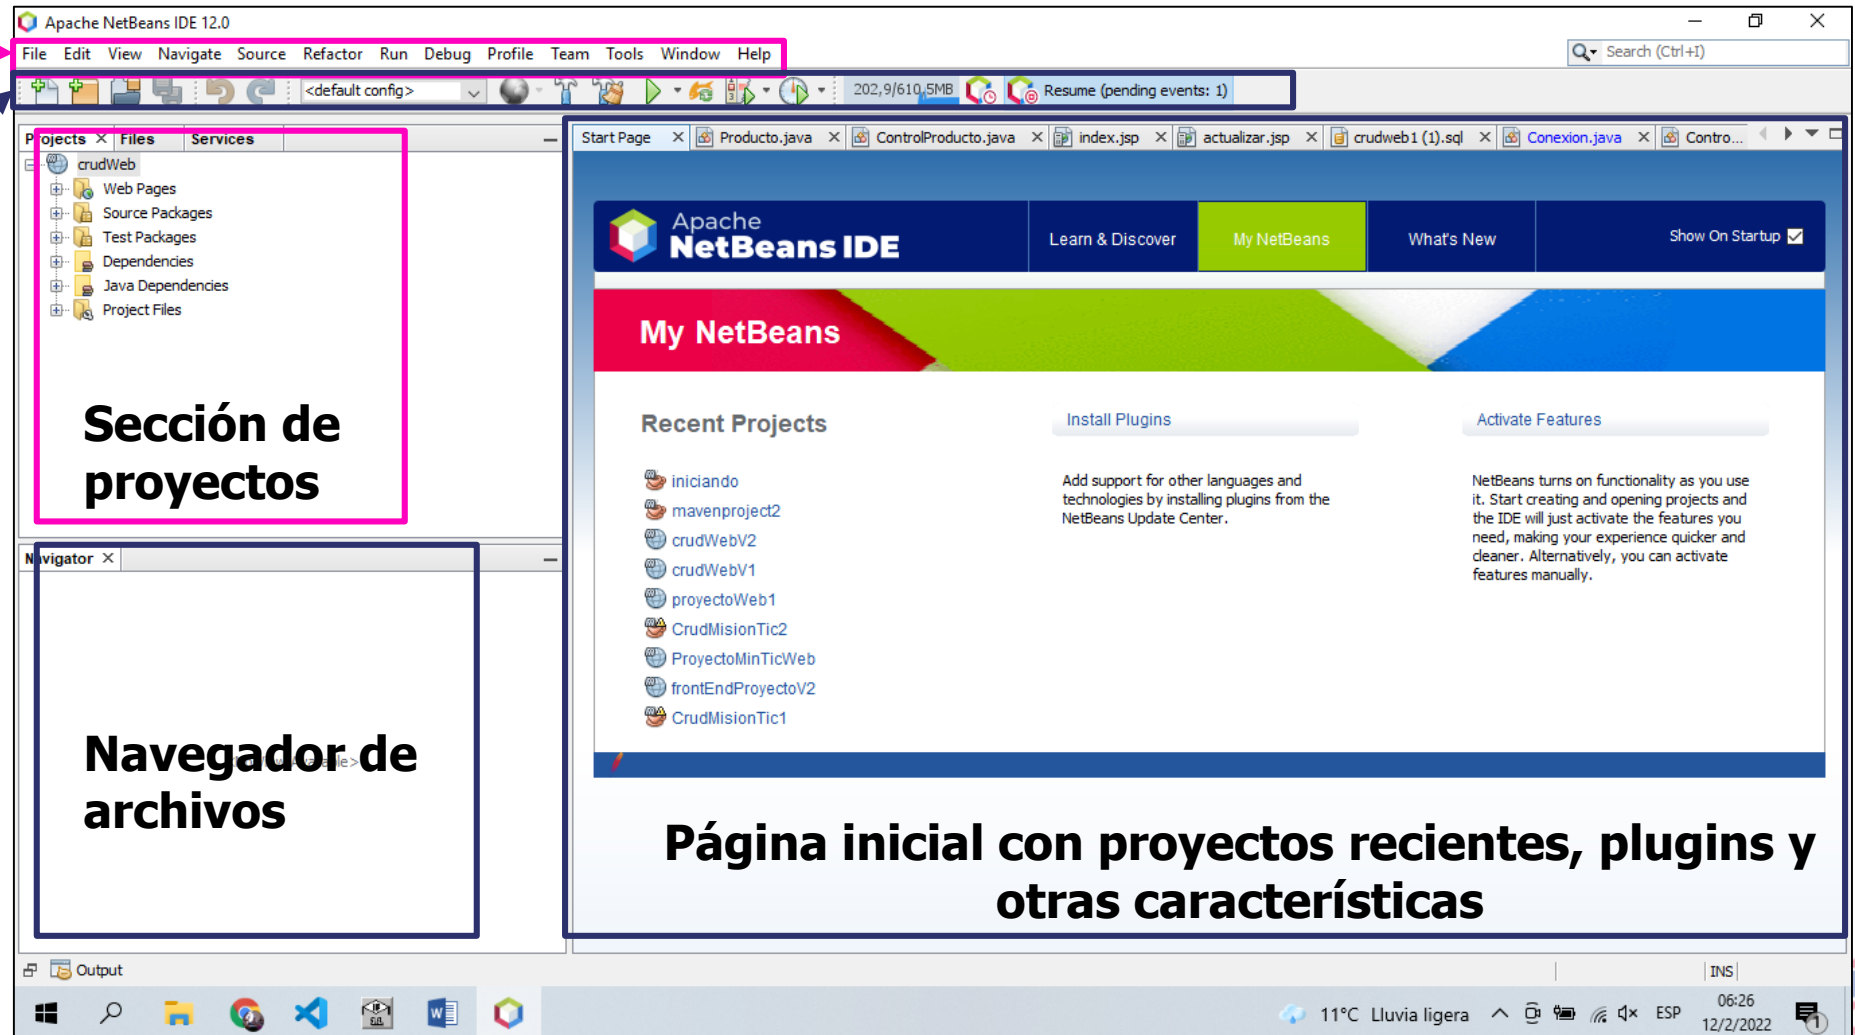 Apache NetBeans IDE 12.0
File Edit View Navigate Source Refactor Run Debug Profile Team Tools Window Help
Search (Ctrl+I)
<default config>
202,9/610,5MB
Resume (pending events: 1)
Projects Files Services
crudWeb
Web Pages
Source Packages
Test Packages
Dependencies
Java Dependencies
Project Files
Sección de
proyectos
Navigator
Navegador de
archivos
Start Page Producto.java ControlProducto.java index.jsp actualizar.jsp crudweb1 (1).sql Conexion.java Contro...
Apache
NetBeans IDE
Learn & Discover My NetBeans What's New Show On Startup
My NetBeans
Recent Projects
iniciando
mavenproject2
crudWebV2
crudWebV1
proyectoWeb1
CrudMisionTic2
ProyectoMinTicWeb
frontEndProyectoV2
CrudMisionTic1
Install Plugins
Add support for other languages and
technologies by installing plugins from the
NetBeans Update Center.
Activate Features
NetBeans turns on functionality as you use
it. Start creating and opening projects and
the IDE will just activate the features you
need, making your experience quicker and
cleaner. Alternatively, you can activate
features manually.
Página inicial con proyectos recientes, plugins y
otras características
Output
INS
11°C Lluvia ligera
ESP
06:26
12/2/2022
1